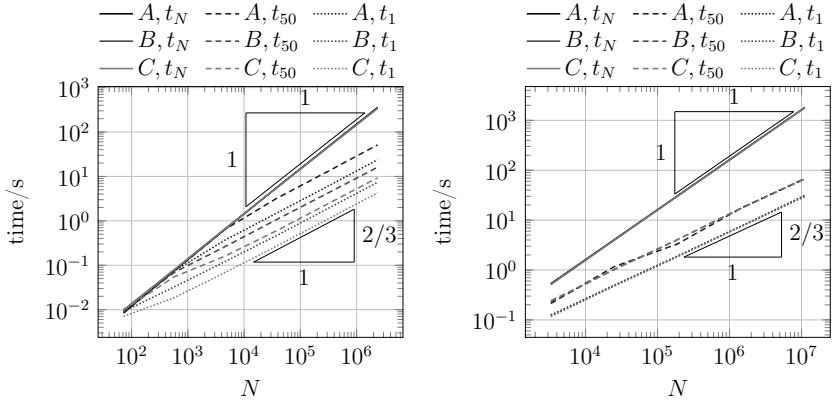 A, t_N A, t_50 A, t_1
B, t_N B, t_50 B, t_1
C, t_N C, t_50 C, t_1
10^3
10^2
10^1
10^0
10^−1
10^−2
time/s
1
1
2/3
1
10^2 10^3 10^4 10^5 10^6
N
A, t_N A, t_50 A, t_1
B, t_N B, t_50 B, t_1
C, t_N C, t_50 C, t_1
10^3
10^2
10^1
10^0
10^−1
time/s
1
1
2/3
1
10^4 10^5 10^6 10^7
N